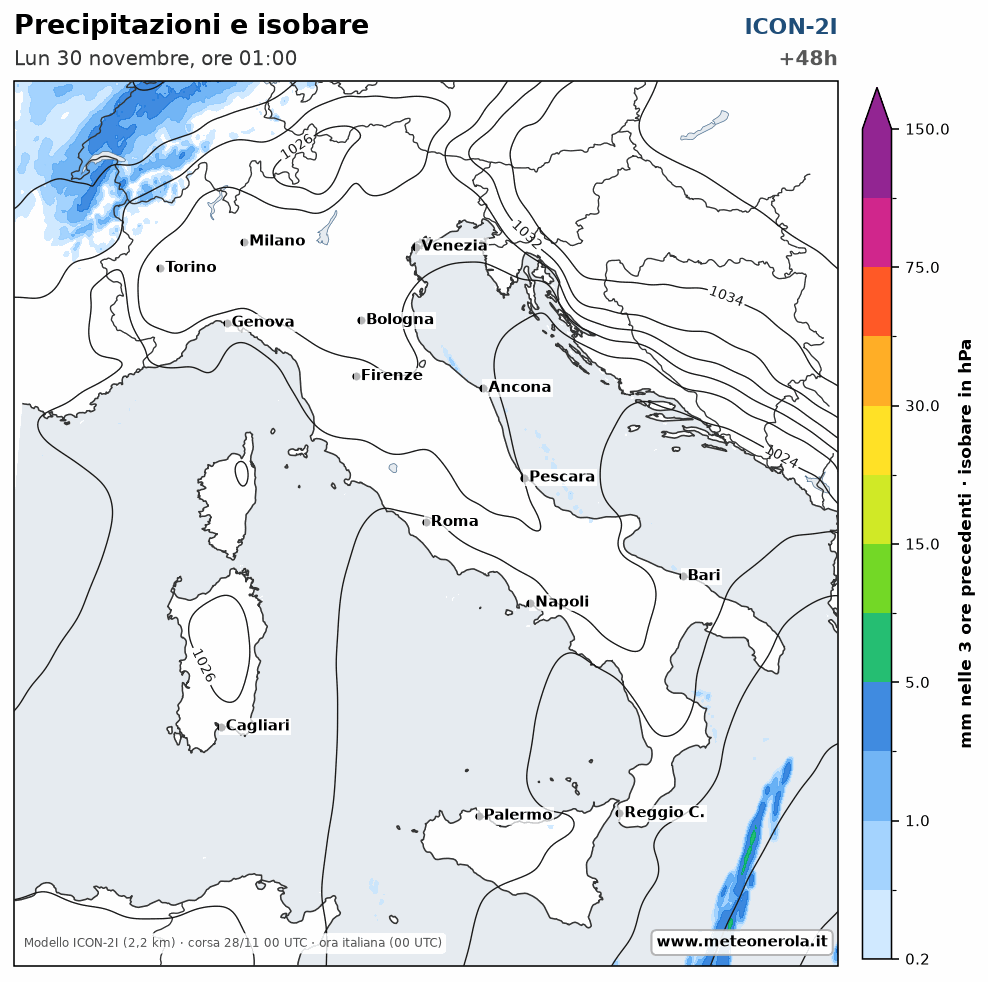 Precipitazioni e isobare
ICON-2I
Lun 30 novembre, ore 01:00
+48h
1026
1032
Milano
Venezia
Torino
1034
Genova
Bologna
Firenze
Ancona
1024
Pescara
Roma
Bari
Napoli
1026
Cagliari
Palermo
Reggio C.
Modello ICON-2I (2,2 km) · corsa 28/11 00 UTC · ora italiana (00 UTC)
www.meteonerola.it
150.0
75.0
30.0
15.0
5.0
1.0
0.2
mm nelle 3 ore precedenti · isobare in hPa